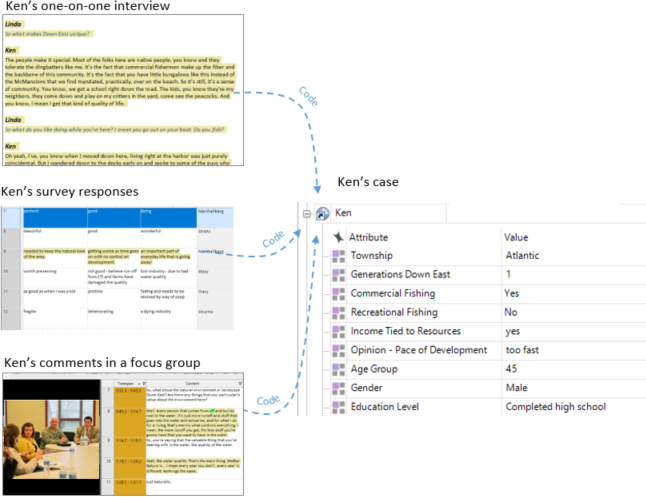 Ken's one-on-one interview
Linda
So what makes Down East unique?
Ken
The people make it special. Most of the folks here are native people, you know and they
tolerate the dingbatters like me. It's the fact that commercial fishermen make up the fiber and
the backbone of this community. It's the fact that you have little bungalows like this instead of
the McMansions that we find mandated, practically, over on the beach. So it's still, it's a sense
of community. You know, we got a school right down the road. The kids, you know they're my
neighbors, they come down and play on my critters in the yard, come see the peacocks. And
you know, I mean I get that kind of quality of life.
Linda
So what do you like doing while you're here? I mean you go out on your boat. Do you fish?
Ken
Oh yeah, I've, you know when I moved down here, living right at the harbor was just purely
coincidental. But I wandered down to the docks early on and spoke to some of the guys who
Code
Ken's survey responses
7 perfect! good dying Marshallberg
8 beautiful good wonderful Straits
9 needed to keep the natural look of the area. getting worse as time goes on with no control on development. an important part of everyday life that is going away! Marshallberg
10 worth preserving not good - believe run off from [?] and farms have damaged the quality lost industry - due to bad water quality Stacy
11 as good as when I was a kid pristine fading and needs to be revived by way of seep Stacy
12 fragile deteriorating a dying industry Smyrna
Code
Ken's comments in a focus group
Timespan Content
7 So, what about the natural environment or landscape Down East? Are there any things that you particularly value about the environment here?
8 Well, every person that comes from off and builds next to the water, it's just more runoff and stuff that goes into the water and estuaries, and for what I do for a living, that's mainly what controls everything. I mean, the more runoff you get, the less stuff you're gonna have that you want to have in the water.
9 So, you're saying that the valuable thing that you're dealing with is the water, the quality of the water.
10 Yeah, the water quality. That's the main thing. Mother Nature is... I mean every year you don't, every year is different. Nothing's the same.
11 Just naturally.
Code
Ken's case
Ken
Attribute Value
Township Atlantic
Generations Down East 1
Commercial Fishing Yes
Recreational Fishing No
Income Tied to Resources yes
Opinion - Pace of Development too fast
Age Group 45
Gender Male
Education Level Completed high school